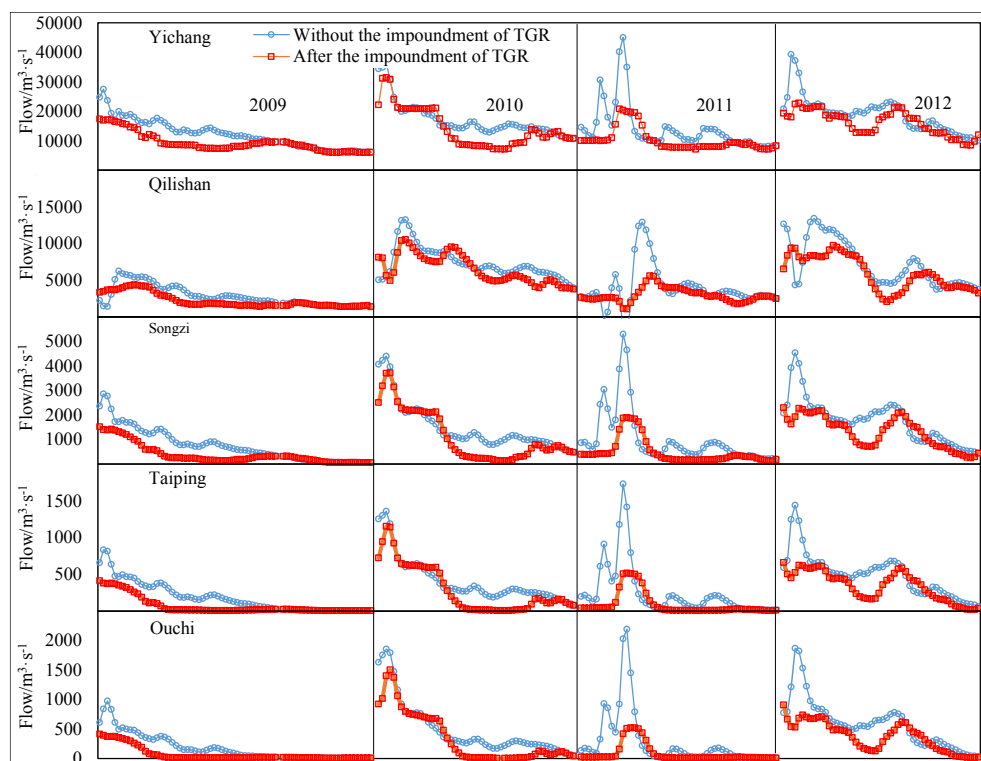 Yichang
Without the impoundment of TGR
After the impoundment of TGR
2009
2010
2011
2012
Flow/m³·s⁻¹
50000
40000
30000
20000
10000
Qilishan
Flow/m³·s⁻¹
15000
10000
5000
0
Songzi
Flow/m³·s⁻¹
5000
4000
3000
2000
1000
Taiping
Flow/m³·s⁻¹
1500
1000
500
Ouchi
Flow/m³·s⁻¹
2000
1500
1000
500
0